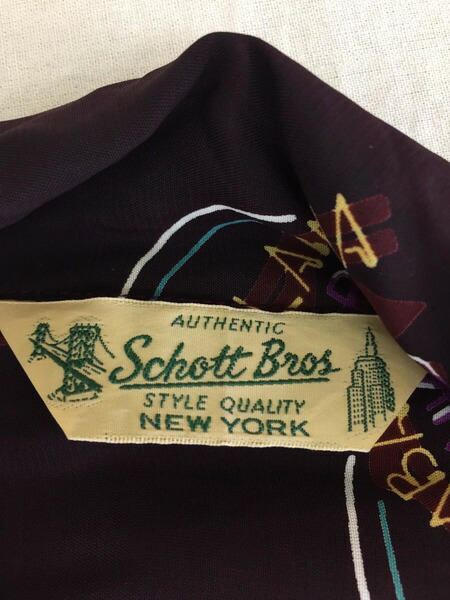 AUTHENTIC
Schott Bros
STYLE QUALITY
NEW YORK